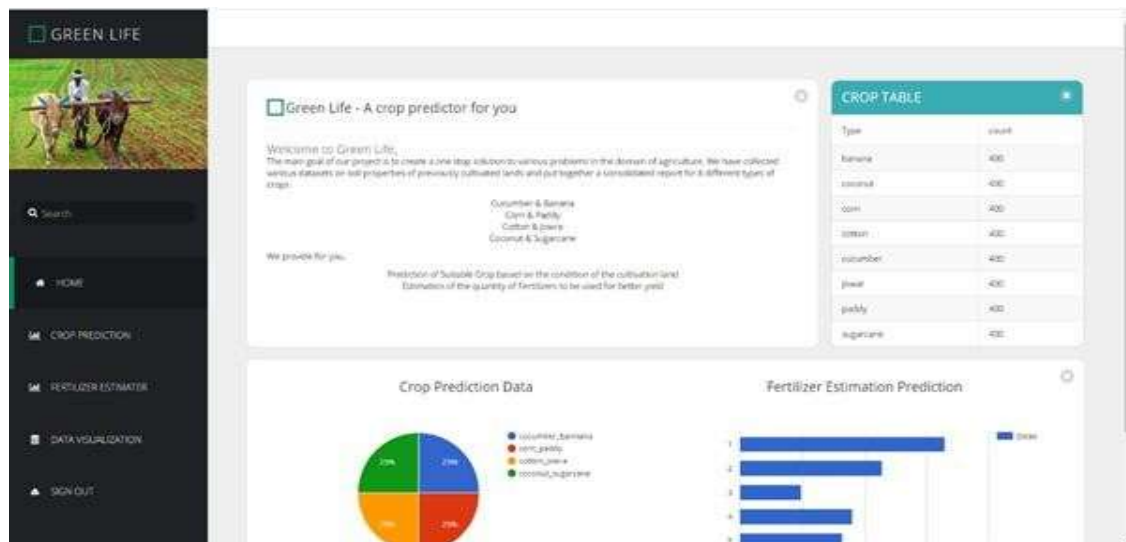 GREEN LIFE
Search
HOME
CROP PREDICTION
FERTILIZER ESTIMATER
DATA VISUALIZATION
SIGN OUT
Green Life - A crop predictor for you
Welcome to Green Life,
The main goal of our project is to create a one stop solution to various problems in the domain of agriculture, We have collected
various datasets on soil properties of previously cultivated lands and put together a consolidated report for 8 different types of
crops.
Cucumber & Banana
Corn & Paddy
Cotton & Jowra
Coconut & Sugarcane
We provide for you,
Prediction of Suitable Crop based on the condition of the cultivation land
Estimation of the quantity of Fertilizers to be used for better yield
CROP TABLE
Type count
banana 400
coconut 400
corn 400
cotton 400
cucumber 400
jowar 400
paddy 400
sugarcane 400
Crop Prediction Data
25% 25%
25% 25%
cucumber_bannana
corn_paddy
cotton_jowra
coconut_sugarcane
Fertilizer Estimation Prediction
1
2
3
4
5